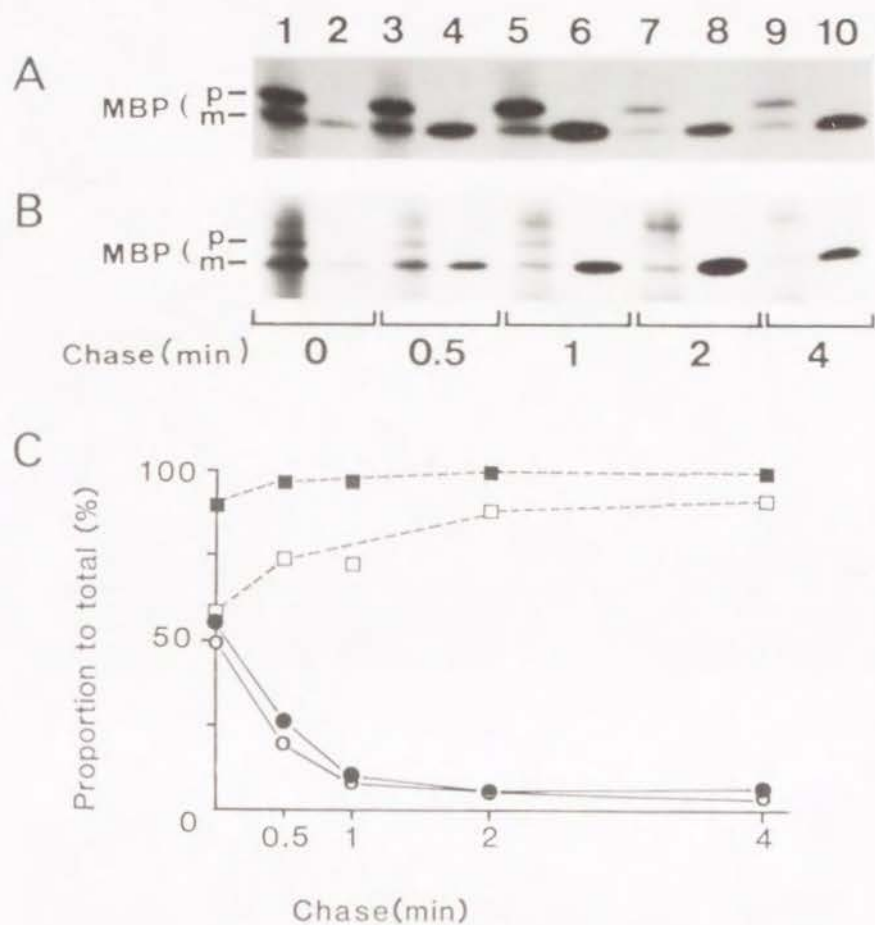 1 2 3 4 5 6 7 8 9 10
A
MBP ( p–
m–
B
MBP ( p–
m–
Chase(min) 0 0.5 1 2 4
C
Proportion to total (%)
100
50
0
0.5 1 2 4
Chase(min)